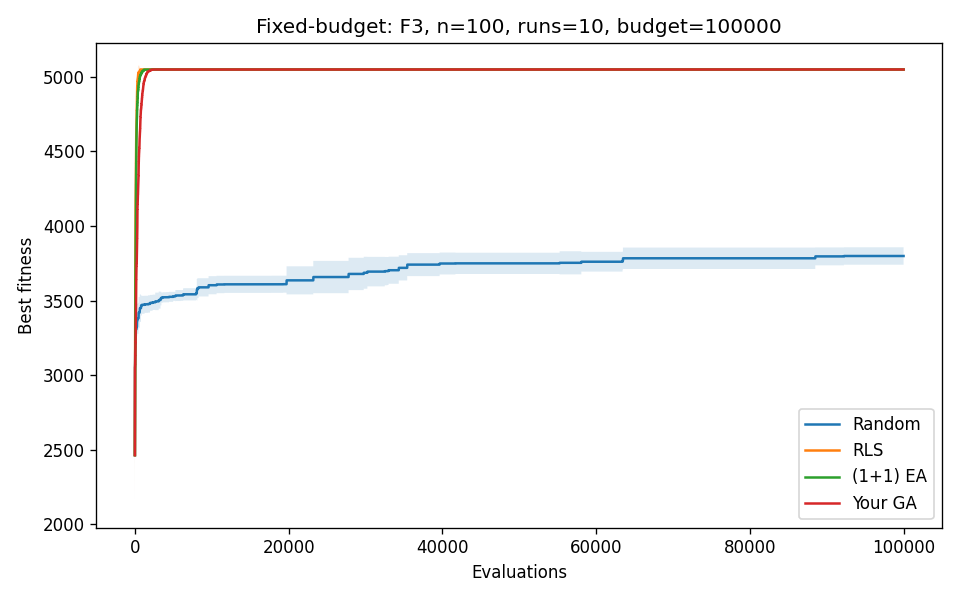 Fixed-budget: F3, n=100, runs=10, budget=100000
Best fitness
5000
4500
4000
3500
3000
2500
2000
0
20000
40000
60000
80000
100000
Evaluations
Random
RLS
(1+1) EA
Your GA